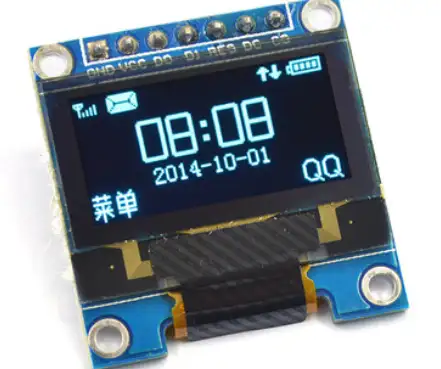 GND VCC D0 D1 RES DC CS
08:08
2014-10-01
菜单 QQ